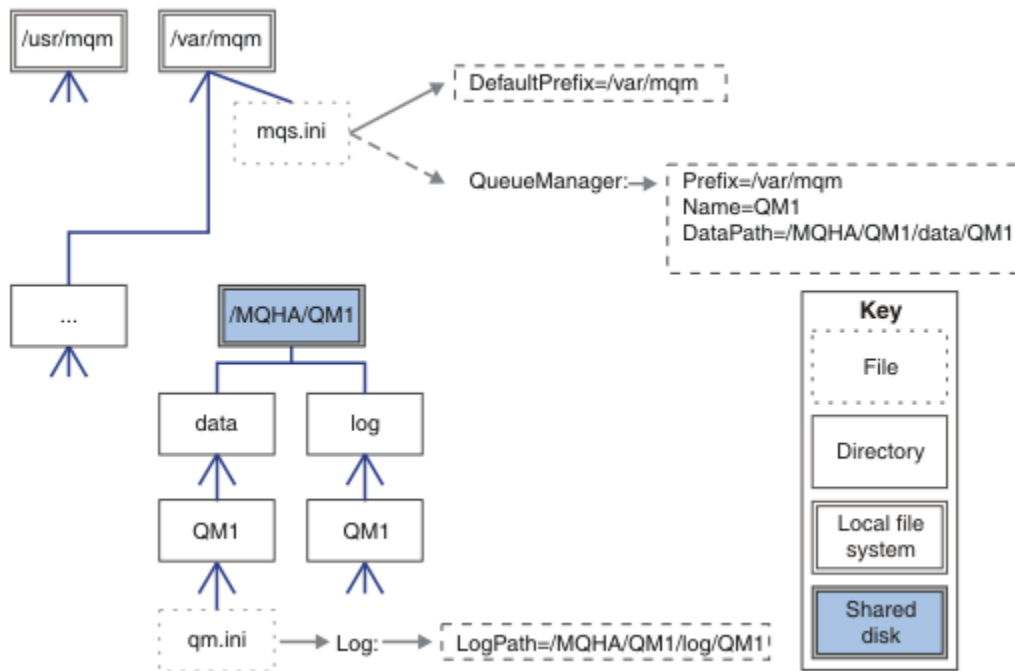 /usr/mqm
/var/mqm
mqs.ini
DefaultPrefix=/var/mqm
QueueManager:
Prefix=/var/mqm
Name=QM1
DataPath=/MQHA/QM1/data/QM1
...
/MQHA/QM1
data
log
QM1
QM1
qm.ini
Log:
LogPath=/MQHA/QM1/log/QM1
Key
File
Directory
Local file
system
Shared
disk